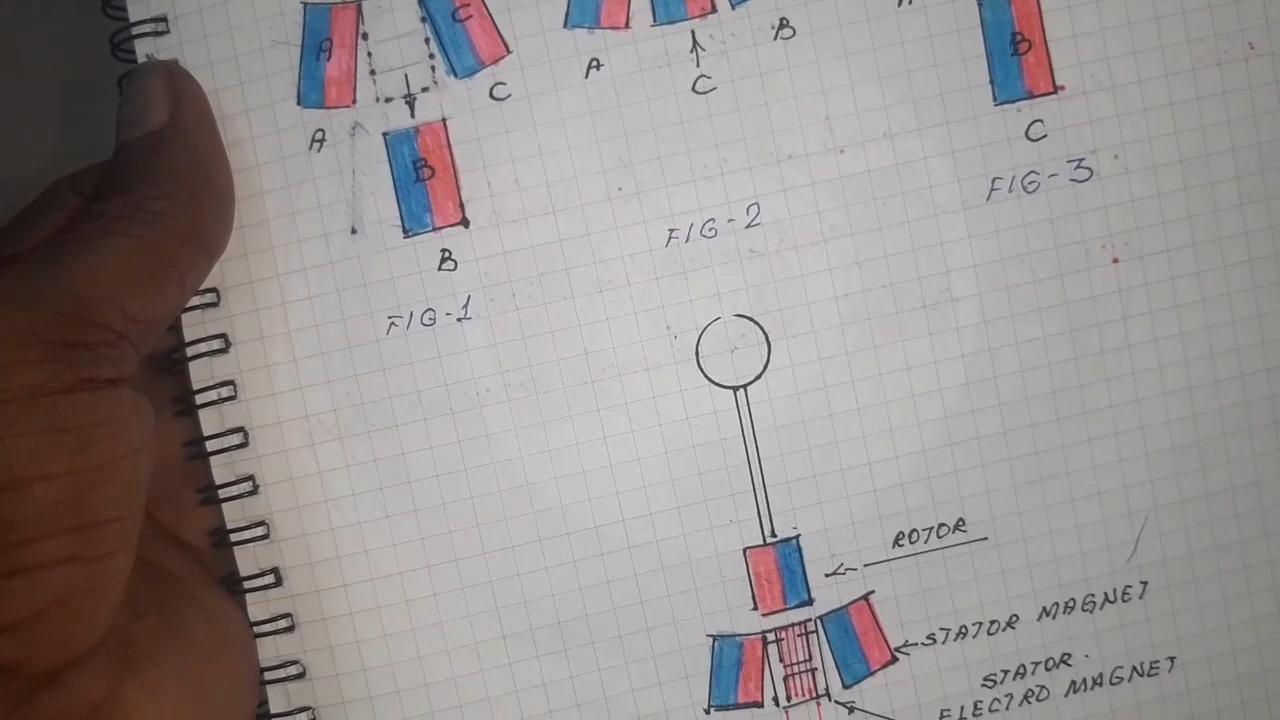 A
C
A
C
B
B
FIG-1
A
C
B
FIG-2
B
C
FIG-3
ROTOR
STATOR MAGNET
STATOR.
ELECTRO MAGNET